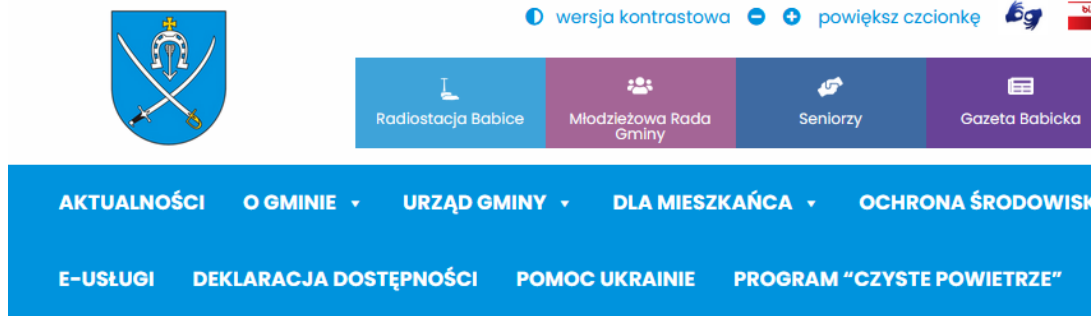 wersja kontrastowa powiększ czcionkę
Radiostacja Babice
Młodzieżowa Rada
Gminy
Seniorzy
Gazeta Babicka
AKTUALNOŚCI O GMINIE URZĄD GMINY DLA MIESZKAŃCA OCHRONA ŚRODOWISK
E-USŁUGI DEKLARACJA DOSTĘPNOŚCI POMOC UKRAINIE PROGRAM “CZYSTE POWIETRZE”